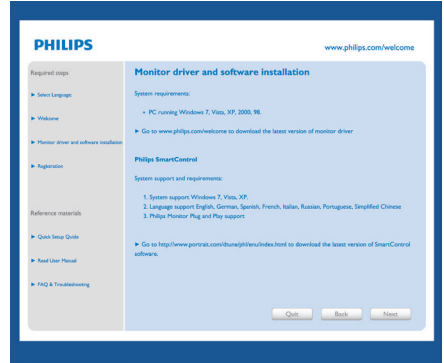 PHILIPS
www.philips.com/welcome
Required steps
Select Language
Welcome
Monitor driver and software installation
Registration
Reference materials
Quick Setup Guide
Read User Manual
FAQ & Troubleshooting
Monitor driver and software installation
System requirements:
• PC running Windows 7, Vista, XP, 2000, 98.
Go to www.philips.com/welcome to download the latest version of monitor driver
Philips SmartControl
System support and requirements:
1. System support Windows 7, Vista, XP.
2. Language support English, German, Spanish, French, Italian, Russian, Portuguese, Simplified Chinese
3. Philips Monitor Plug and Play support
Go to http://www.portrait.com/dtune/phl/enu/index.html to download the latest version of SmartControl
software.
Quit
Back
Next